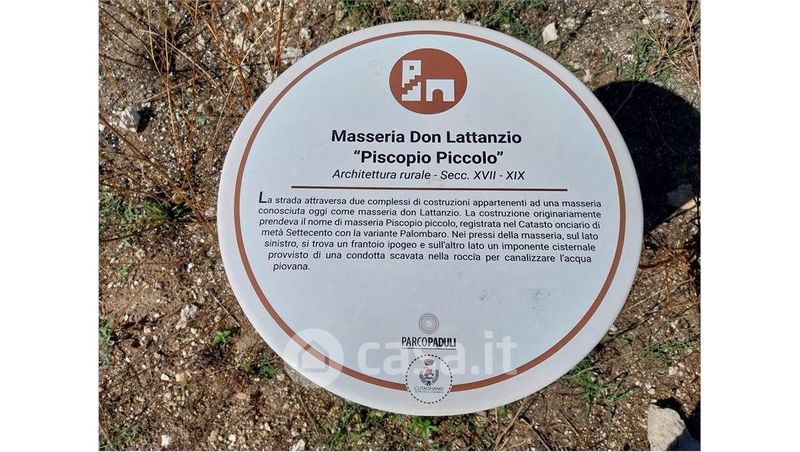 Masseria Don Lattanzio
“Piscopio Piccolo”
Architettura rurale - Secc. XVII - XIX
La strada attraversa due complessi di costruzioni appartenenti ad una masseria
conosciuta oggi come masseria don Lattanzio. La costruzione originariamente
prendeva il nome di masseria Piscopio piccolo, registrata nel Catasto onciario di
metà Settecento con la variante Palombaro. Nei pressi della masseria, sul lato
sinistro, si trova un frantoio ipogeo e sull'altro lato un imponente cisternale
provvisto di una condotta scavata nella roccia per canalizzare l'acqua
piovana.
PARCOPADULI
casa.it
CUTROFIANO